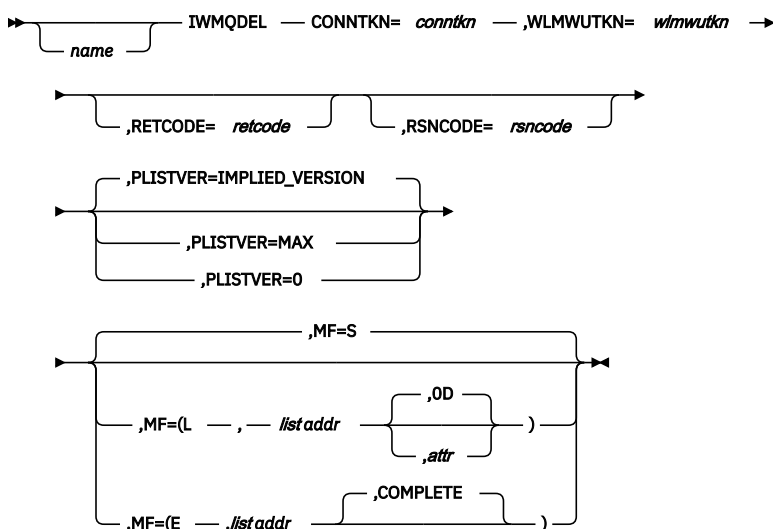 IWMQDEL CONNTKN= conntkn ,WLMWUTKN= wlmwutkn
name
,RETCODE= retcode ,RSNCODE= rsncode
,PLISTVER=IMPLIED_VERSION
,PLISTVER=MAX
,PLISTVER=0
,MF=S
,0D
,MF=(L , list addr )
,attr
,COMPLETE
,MF=(E ,list addr )